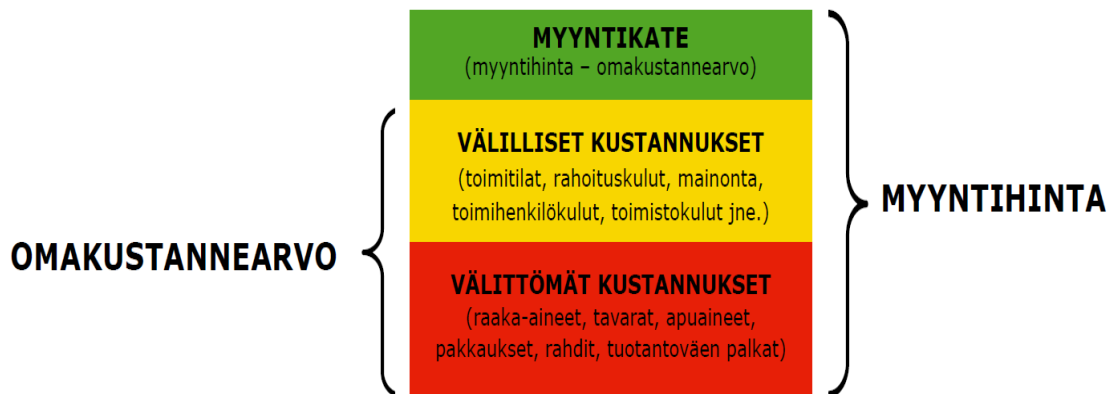 MYYNTIKATE
(myyntihinta – omakustannearvo)
VÄLILLISET KUSTANNUKSET
(toimitilat, rahoituskulut, mainonta,
toimihenkilökulut, toimistokulut jne.)
MYYNTIHINTA
OMAKUSTANNEARVO
VÄLITTÖMÄT KUSTANNUKSET
(raaka-aineet, tavarat, apuaineet,
pakkaukset, rahdit, tuotantoväen palkat)